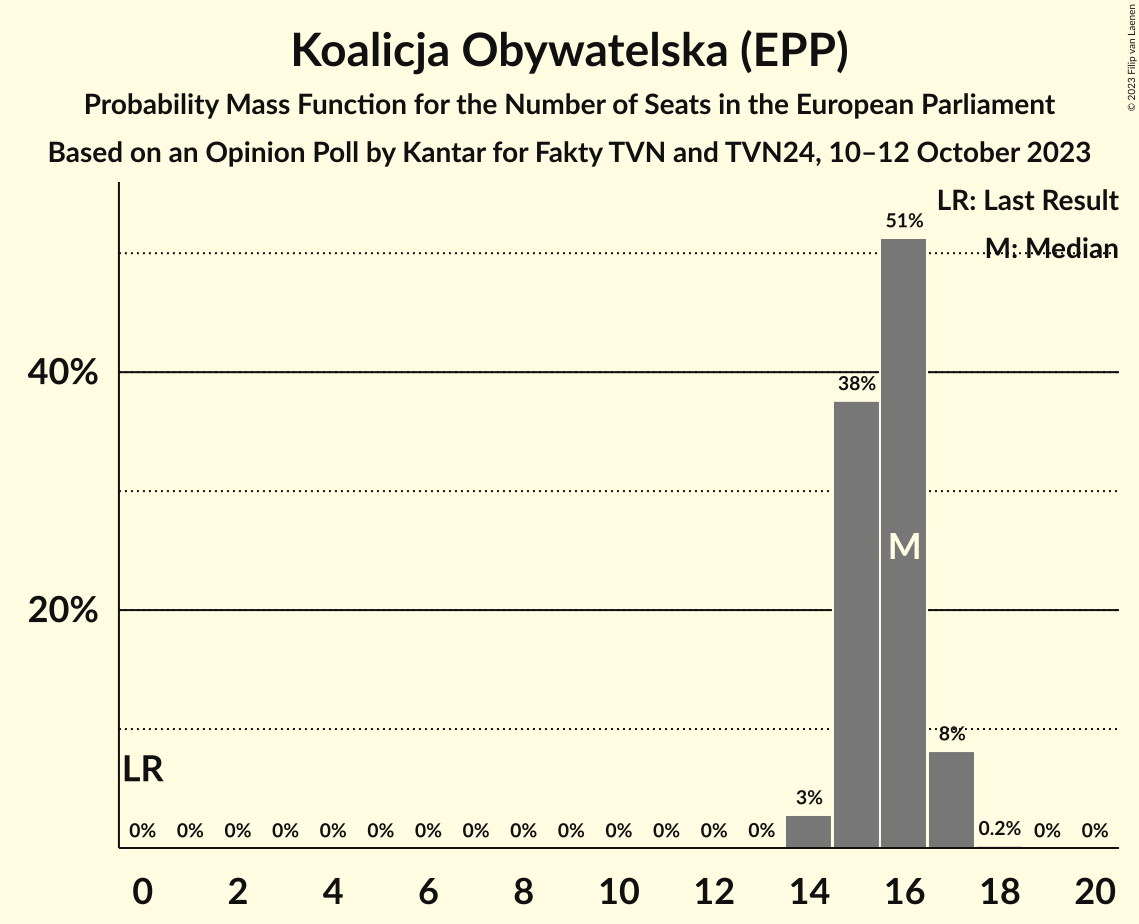 Koalicja Obywatelska (EPP)
Probability Mass Function for the Number of Seats in the European Parliament
Based on an Opinion Poll by Kantar for Fakty TVN and TVN24, 10–12 October 2023
© 2023 Filip van Laenen
LR: Last Result
M: Median
51%
40%
38%
M
20%
8%
LR
3%
0% 0% 0% 0% 0% 0% 0% 0% 0% 0% 0% 0% 0% 0% 0.2% 0% 0%
0 2 4 6 8 10 12 14 16 18 20